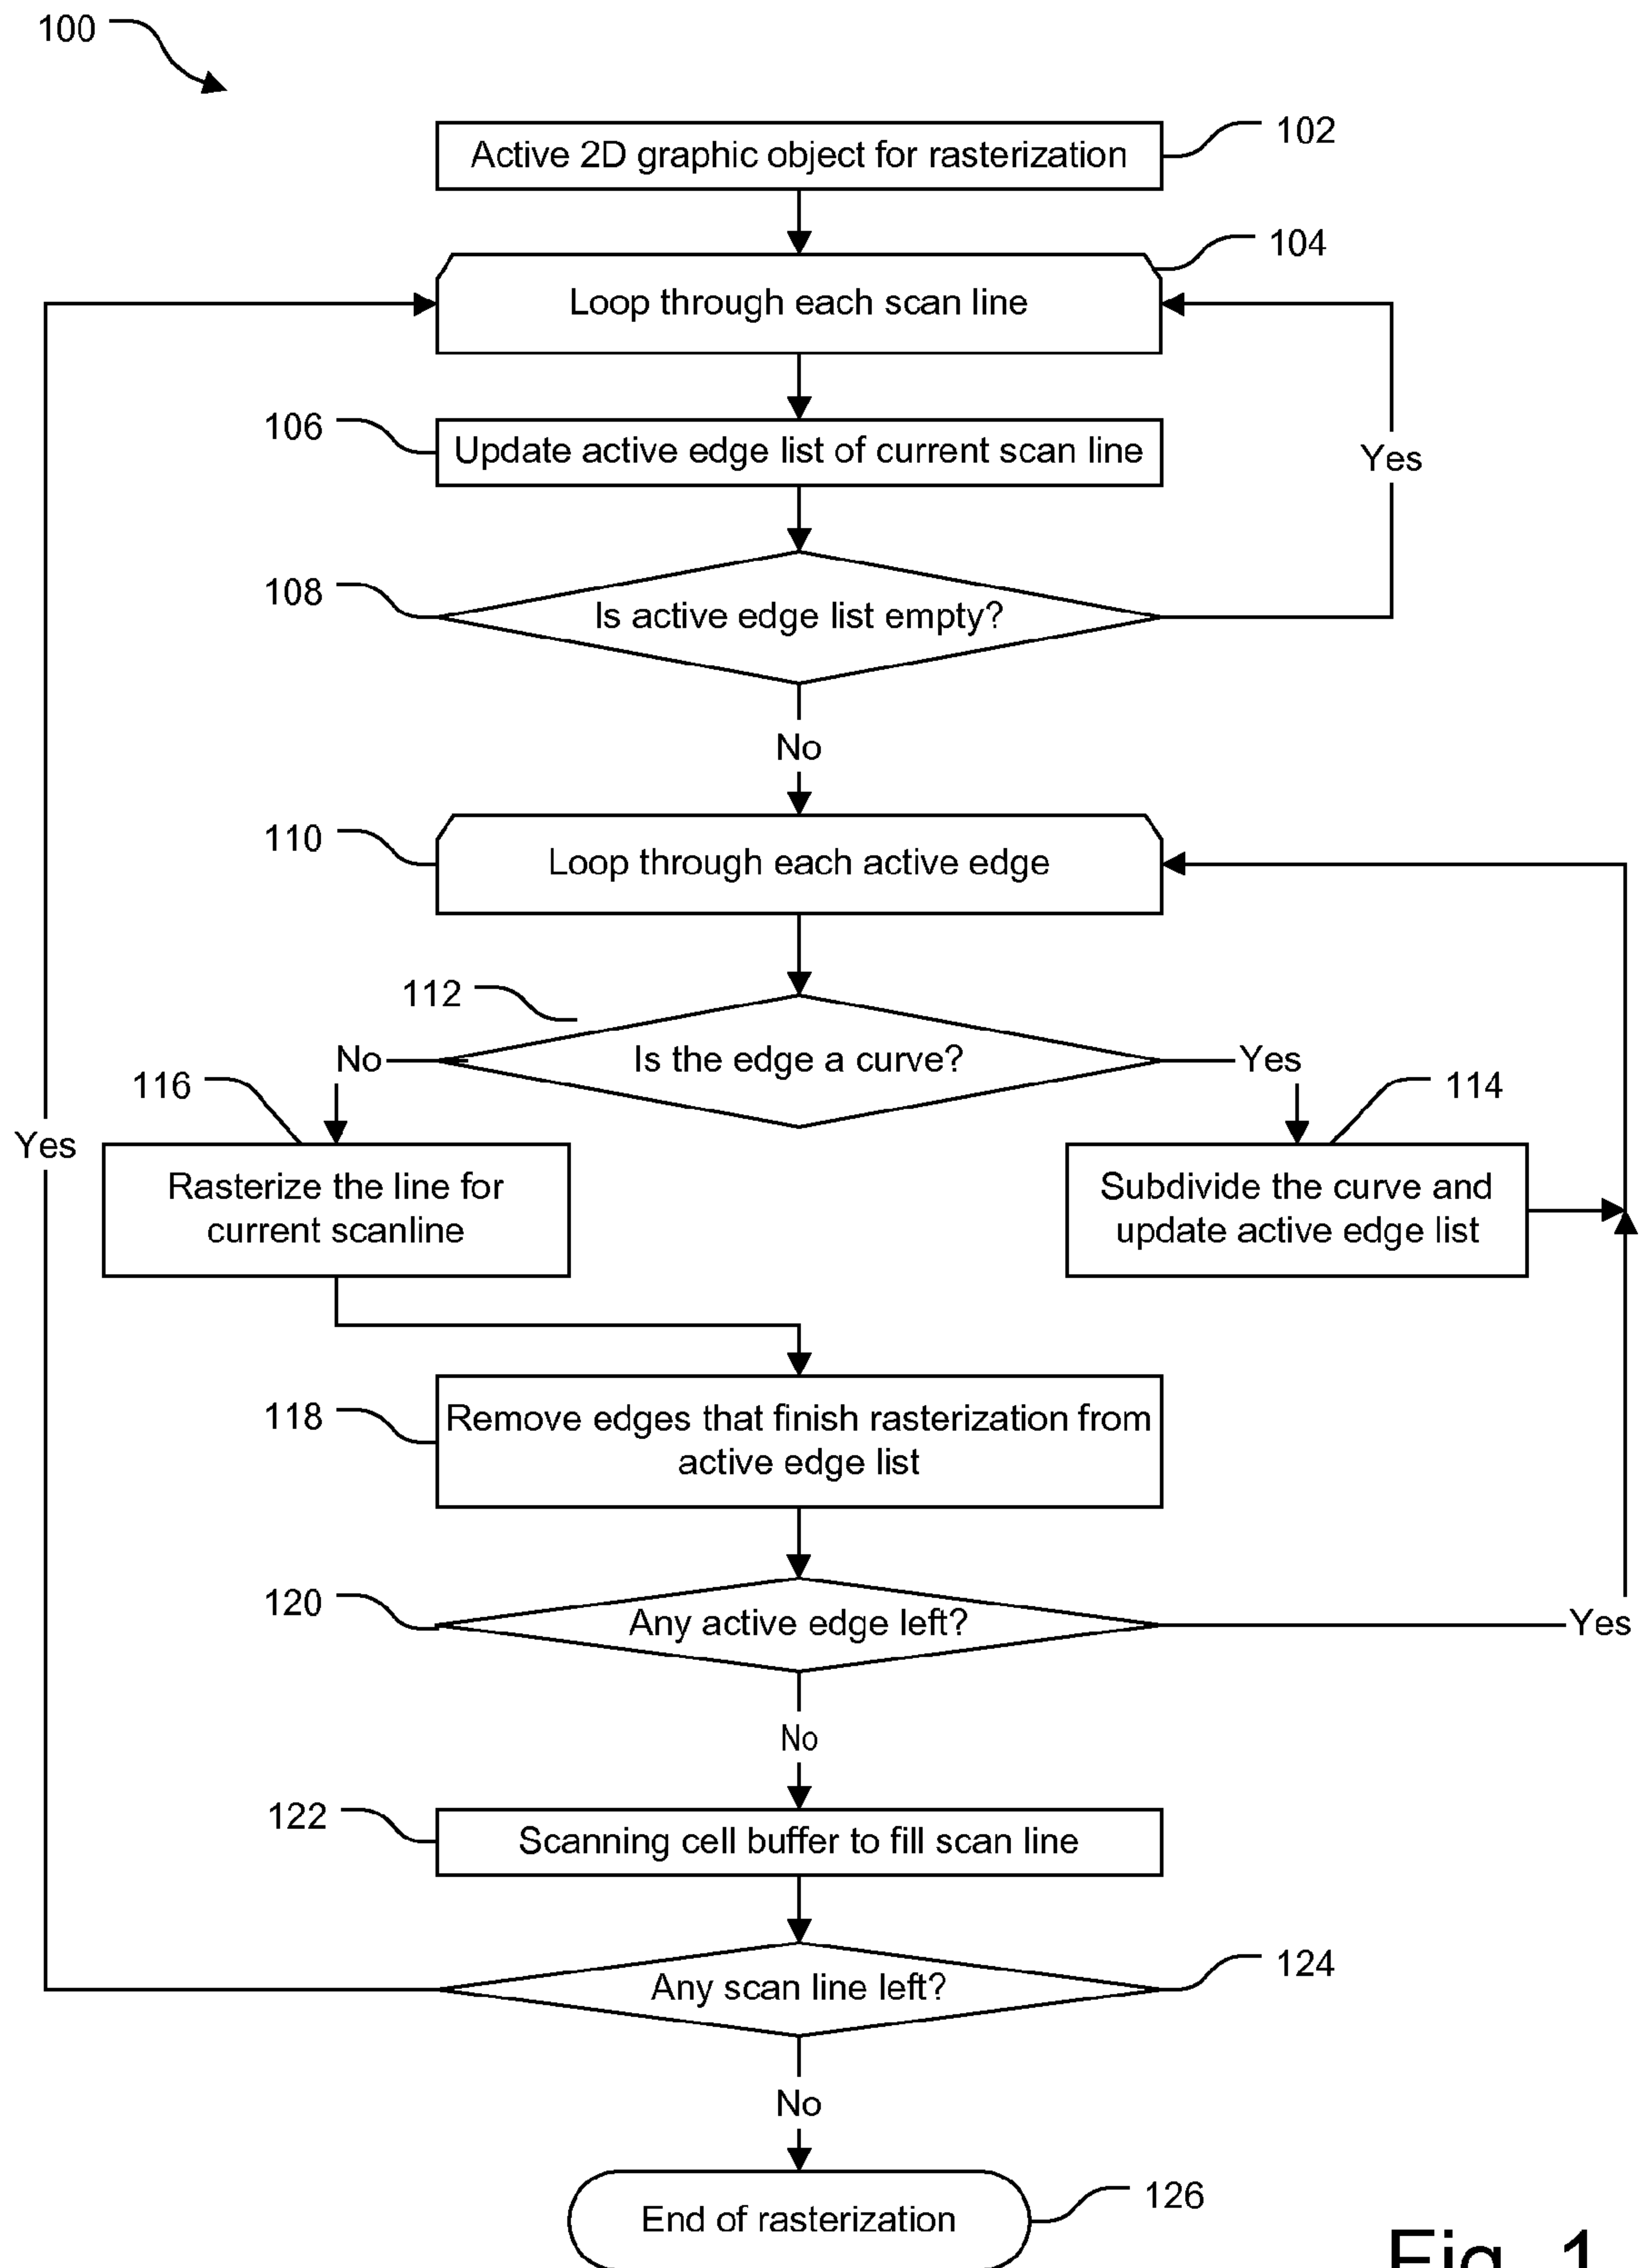 100
Active 2D graphic object for rasterization
102
104
Loop through each scan line
106
Update active edge list of current scan line
Yes
108
Is active edge list empty?
No
110
Loop through each active edge
112
Is the edge a curve?
No
Yes
116
114
Yes
Rasterize the line for
current scanline
Subdivide the curve and
update active edge list
118
Remove edges that finish rasterization from
active edge list
120
Any active edge left?
Yes
No
122
Scanning cell buffer to fill scan line
124
Any scan line left?
No
126
End of rasterization
Fig. 1